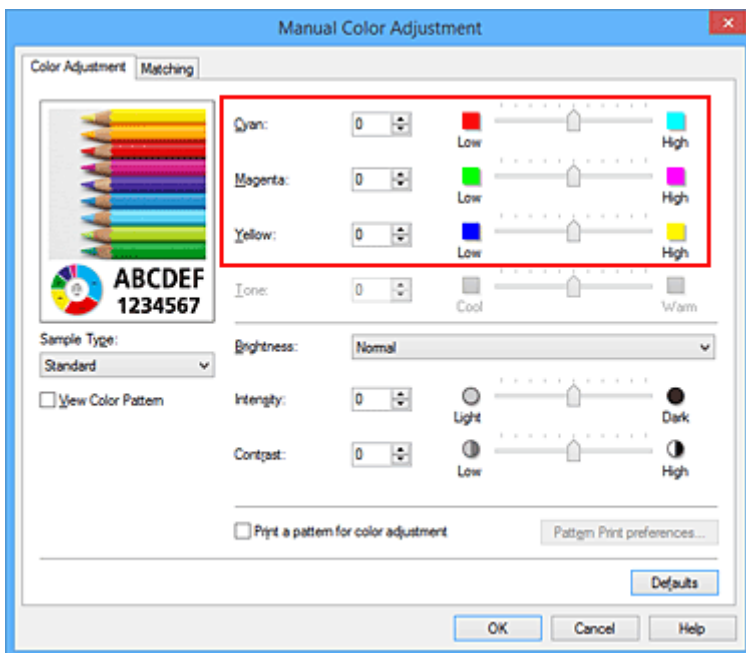 Manual Color Adjustment
Color Adjustment
Matching
Cyan:
0
Low
High
Magenta:
0
Low
High
Yellow:
0
Low
High
ABCDEF
1234567
Tone:
0
Cool
Warm
Sample Type:
Standard
View Color Pattern
Brightness:
Normal
Intensity:
0
Light
Dark
Contrast:
0
Low
High
Print a pattern for color adjustment
Pattern Print preferences...
Defaults
OK
Cancel
Help